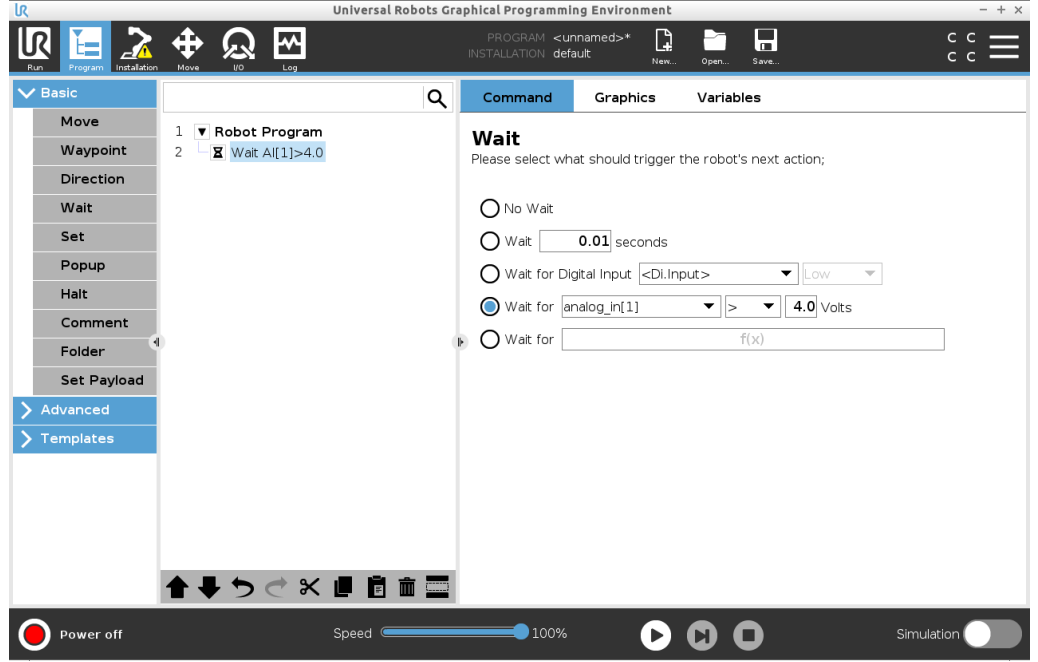 UR Universal Robots Graphical Programming Environment
UR PROGRAM <unnamed>* C C
INSTALLATION default C C
Run Program Installation Move I/O Log New... Open... Save...
Basic
Move
Waypoint
Direction
Wait
Set
Popup
Halt
Comment
Folder
Set Payload
Advanced
Templates
1 Robot Program
2 Wait AI[1]>4.0
Command Graphics Variables
Wait
Please select what should trigger the robot's next action;
No Wait
Wait 0.01 seconds
Wait for Digital Input <Di.Input> Low
Wait for analog_in[1] > 4.0 Volts
Wait for f(x)
Power off Speed 100% Simulation